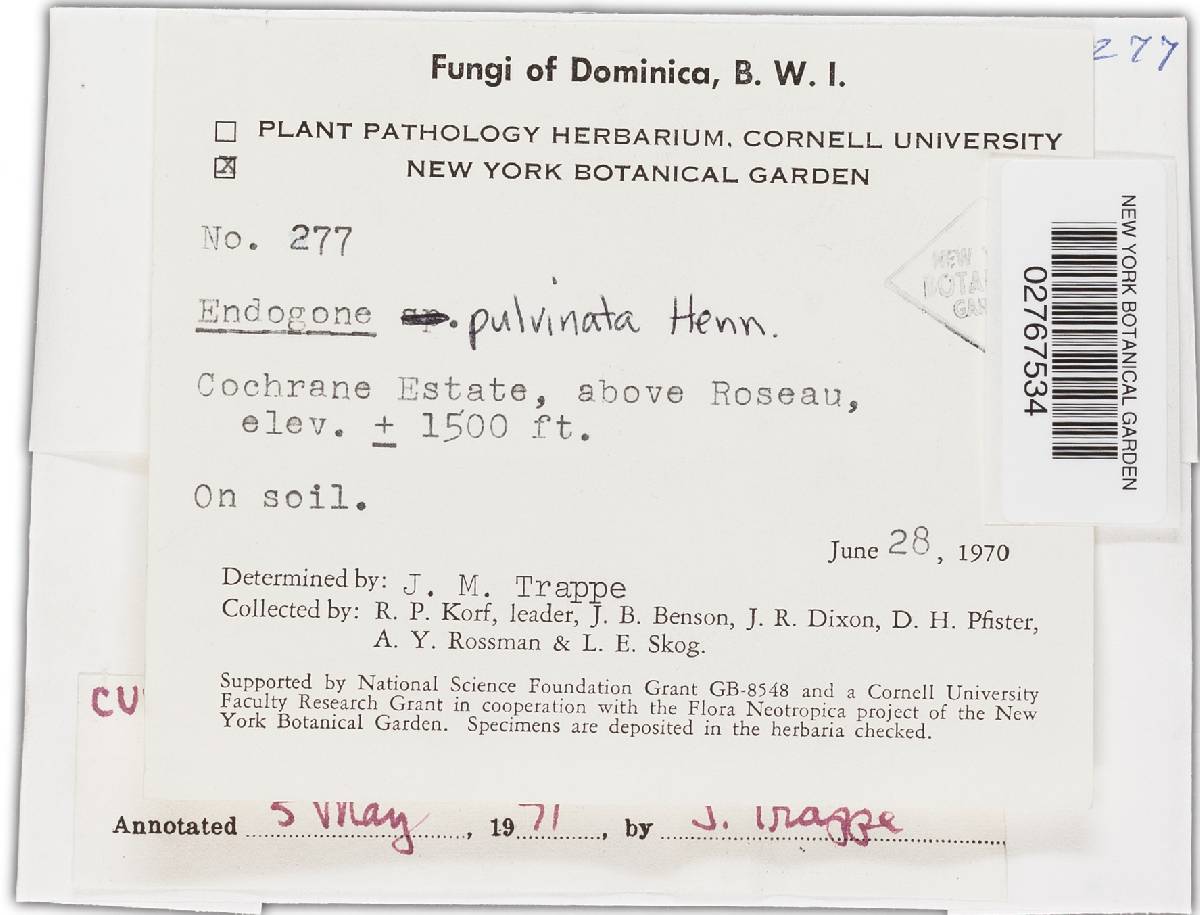 277
Fungi of Dominica, B. W. I.
PLANT PATHOLOGY HERBARIUM, CORNELL UNIVERSITY
☒ NEW YORK BOTANICAL GARDEN
No. 277
Endogone sp. pulvinata Henn.
Cochrane Estate, above Roseau,
elev. ± 1500 ft.
On soil.
June 28, 1970
Determined by: J. M. Trappe
Collected by: R. P. Korf, leader, J. B. Benson, J. R. Dixon, D. H. Pfister,
A. Y. Rossman & L. E. Skog.
Supported by National Science Foundation Grant GB-8548 and a Cornell University
Faculty Research Grant in cooperation with the Flora Neotropica project of the New
York Botanical Garden. Specimens are deposited in the herbaria checked.
NEW YORK BOTANICAL GARDEN
02767534
CU
Annotated 5 May, 1971, by J. Trappe